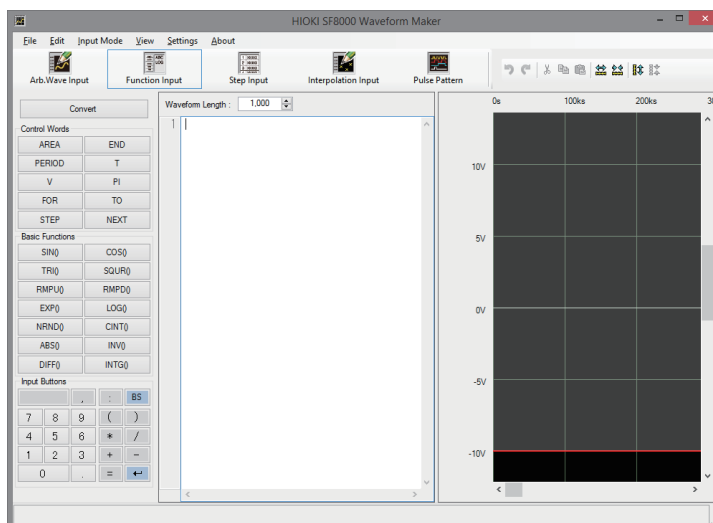 HIOKI SF8000 Waveform Maker
File Edit Input Mode View Settings About
Arb.Wave Input Function Input Step Input Interpolation Input Pulse Pattern
Convert
Waveform Length : 1,000
1
Control Words
AREA END
PERIOD T
V PI
FOR TO
STEP NEXT
Basic Functions
SIN() COS()
TRI() SQUR()
RMPU() RMPD()
EXP() LOG()
NRND() CINT()
ABS() INV()
DIFF() INTG()
Input Buttons
, : BS
7 8 9 ( )
4 5 6 * /
1 2 3 + -
0 . =
0s 100ks 200ks
10V
5V
0V
-5V
-10V